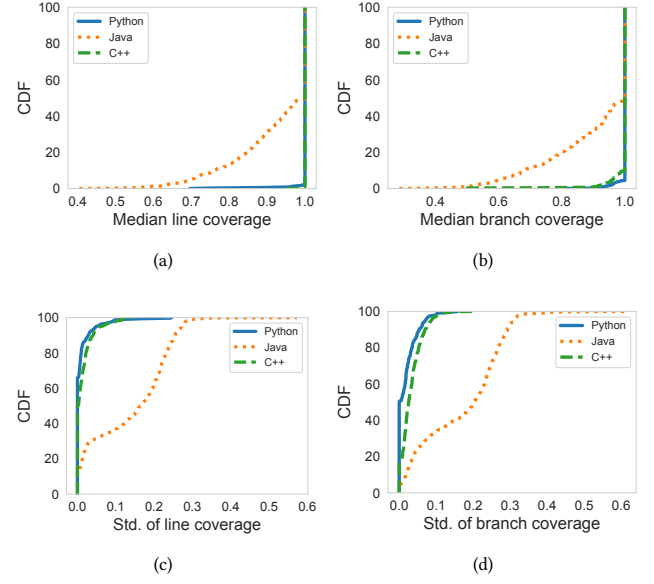 100
80
60
40
20
0
CDF
Python
Java
C++
0.4 0.5 0.6 0.7 0.8 0.9 1.0
Median line coverage
(a)
100
80
60
40
20
0
CDF
Python
Java
C++
0.4 0.6 0.8 1.0
Median branch coverage
(b)
100
80
60
40
20
0
CDF
Python
Java
C++
0.0 0.1 0.2 0.3 0.4 0.5 0.6
Std. of line coverage
(c)
100
80
60
40
20
0
CDF
Python
Java
C++
0.0 0.1 0.2 0.3 0.4 0.5 0.6
Std. of branch coverage
(d)